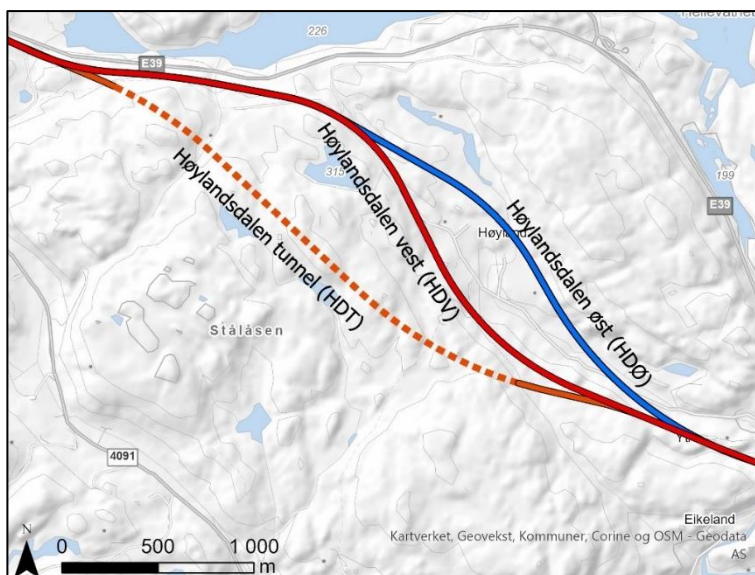 226
E39
315
Høylandsdalen tunnel (HDT)
Høylandsdalen vest (HDV)
Høylandsdalen øst (HDØ)
199
E39
Stålåsen
4091
Eikeland
N
0 500 1 000
m
Kartverket, Geovekst, Kommuner, Corine og OSM - Geodata
AS